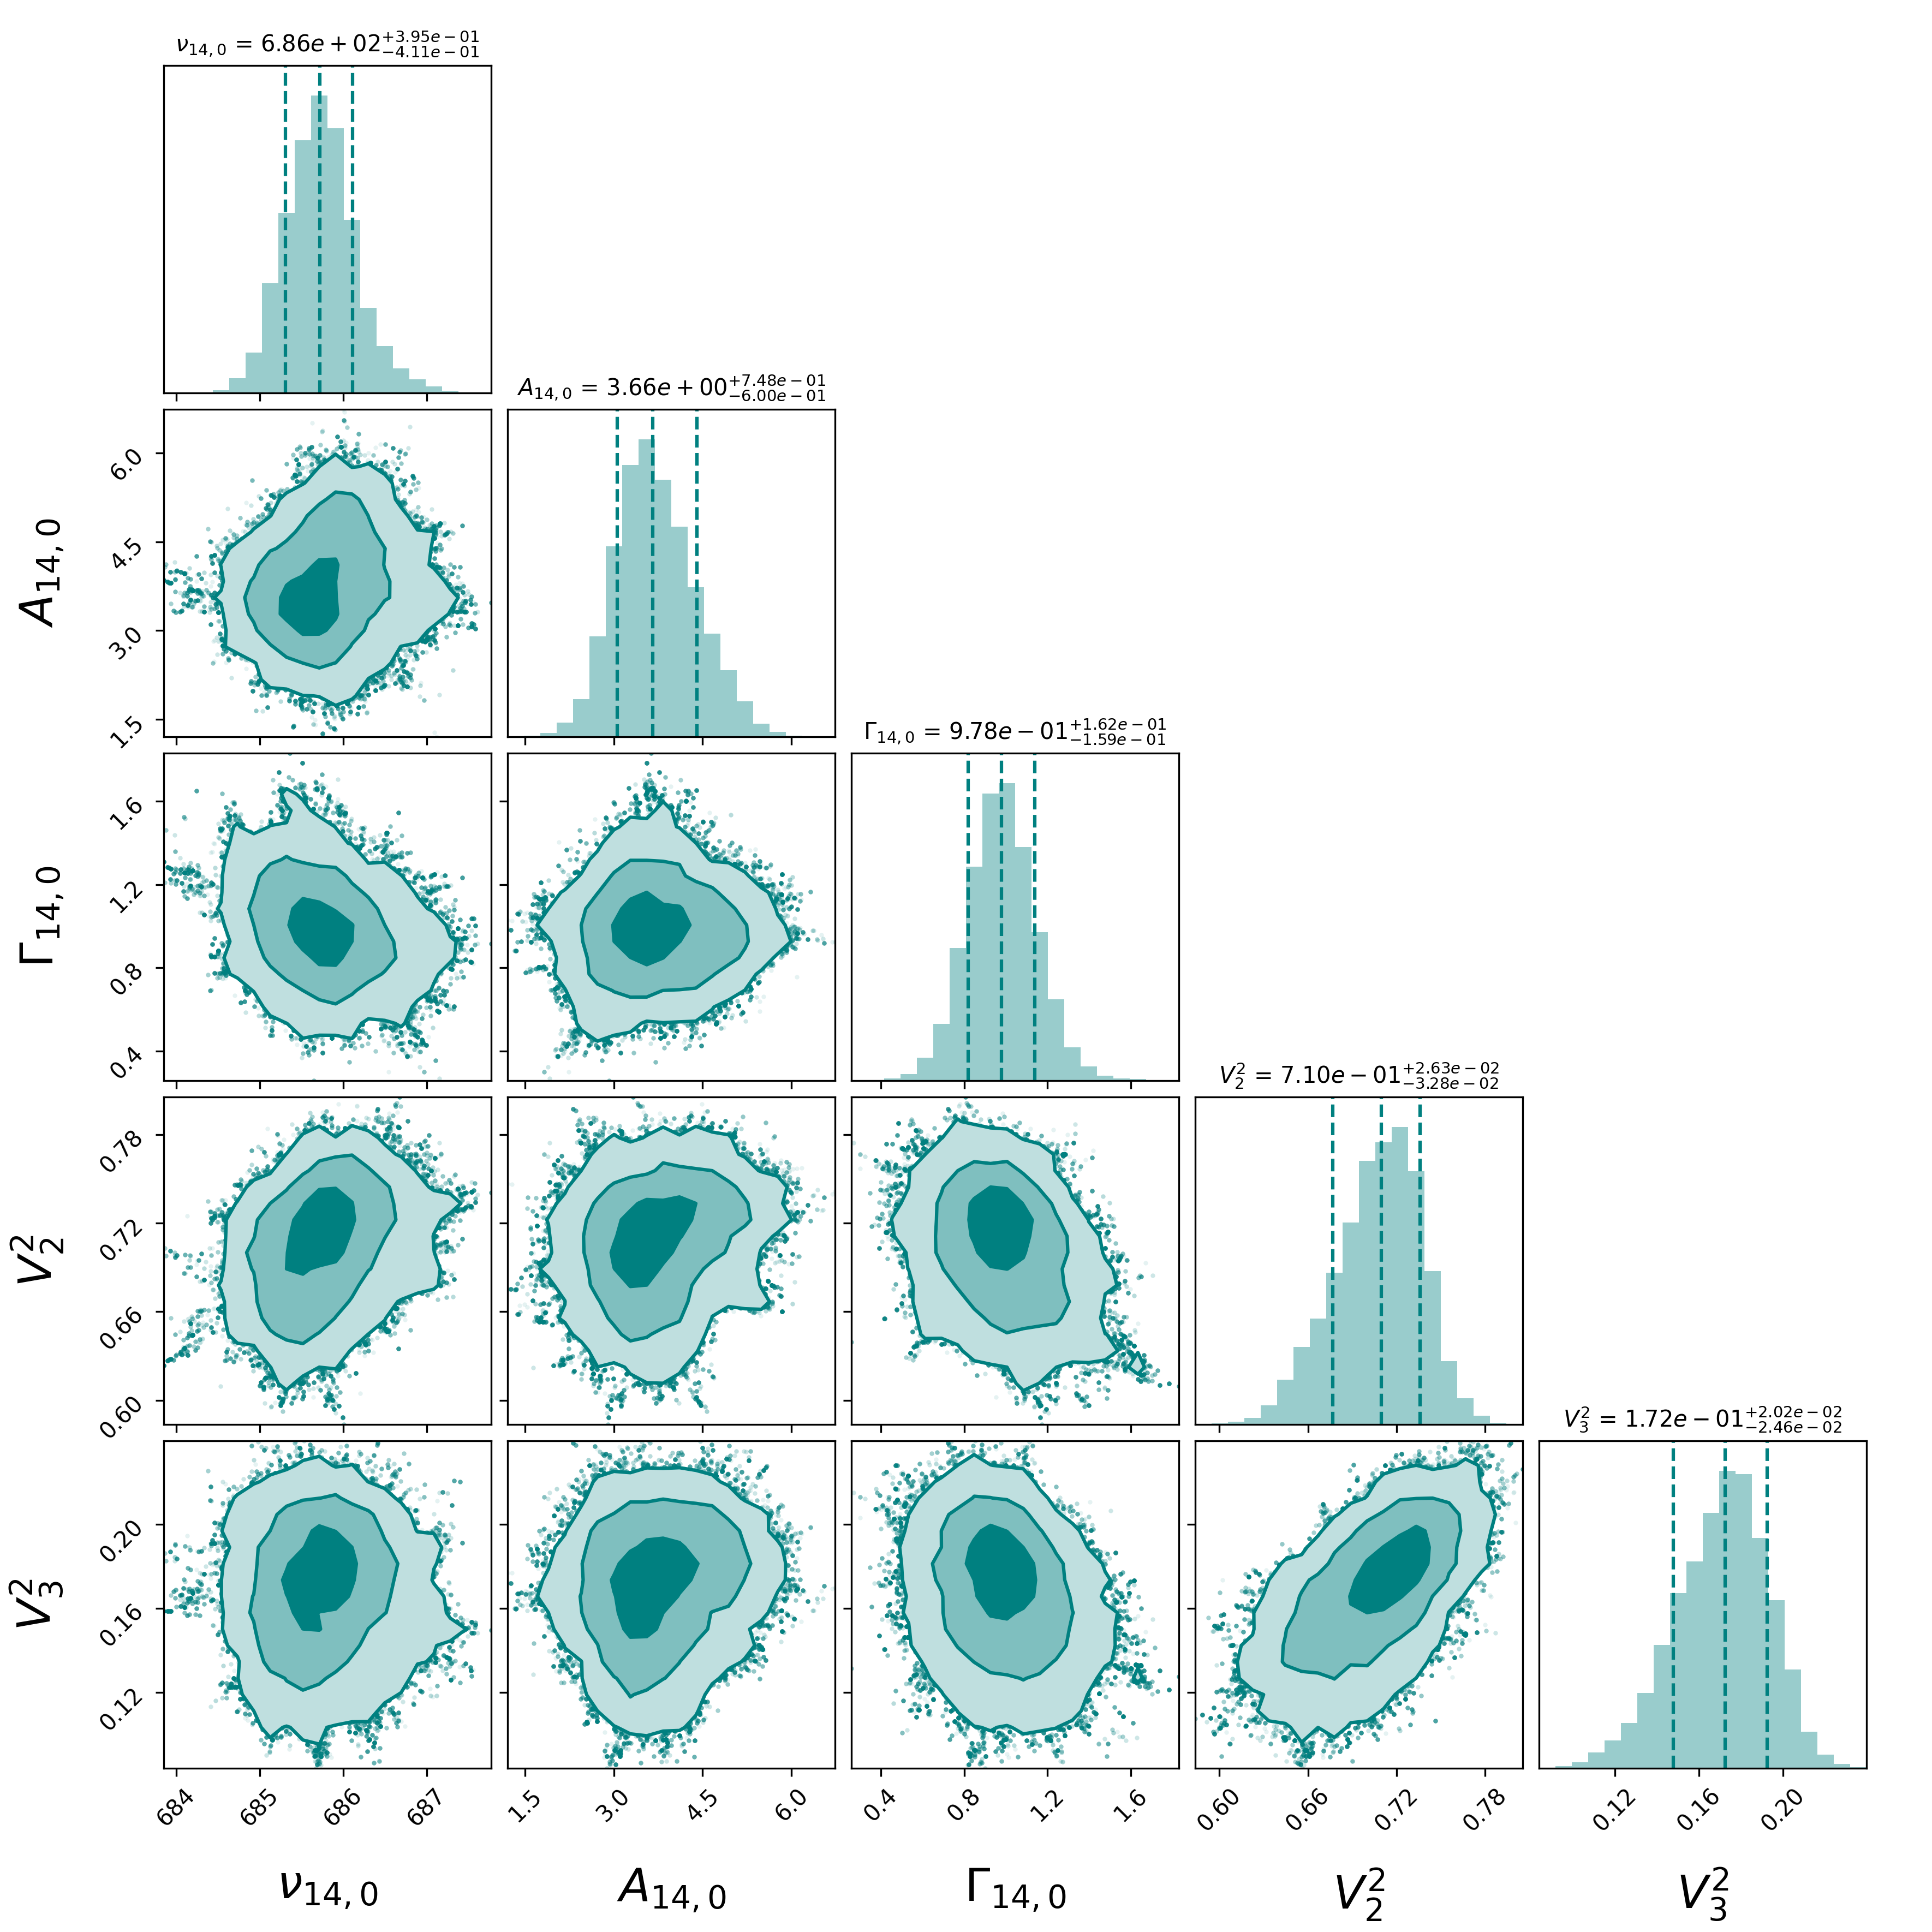 ν14,0 = 6.86e + 02 +3.95e − 01 −4.11e − 01
A14,0 = 3.66e + 00 +7.48e − 01 −6.00e − 01
6.0
4.5
3.0
1.5
A14,0
Γ14,0 = 9.78e − 01 +1.62e − 01 −1.59e − 01
1.6
1.2
0.8
0.4
Γ14,0
V₂² = 7.10e − 01 +2.63e − 02 −3.28e − 02
0.78
0.72
0.66
0.60
V₂²
V₃² = 1.72e − 01 +2.02e − 02 −2.46e − 02
0.20
0.16
0.12
V₃²
684 685 686 687 1.5 3.0 4.5 6.0 0.4 0.8 1.2 1.6 0.60 0.66 0.72 0.78 0.12 0.16 0.20
ν14,0 A14,0 Γ14,0 V₂² V₃²